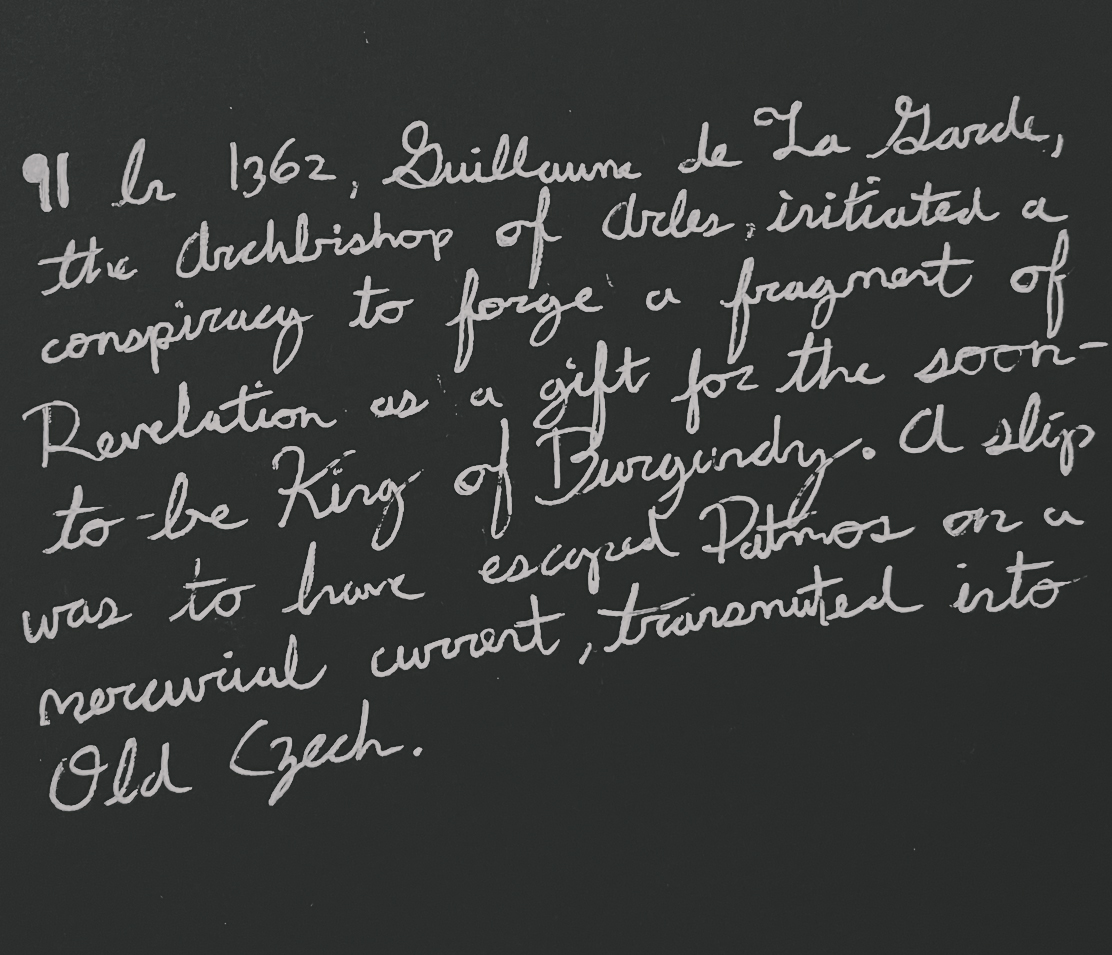 ¶ In 1362, Guillaume de La Garde,
the Archbishop of Arles, initiated a
conspiracy to forge a fragment of
Revelation as a gift for the soon-
to-be King of Burgundy. A slip
was to have escaped Patmos on a
mercurial current, transmuted into
Old Czech.